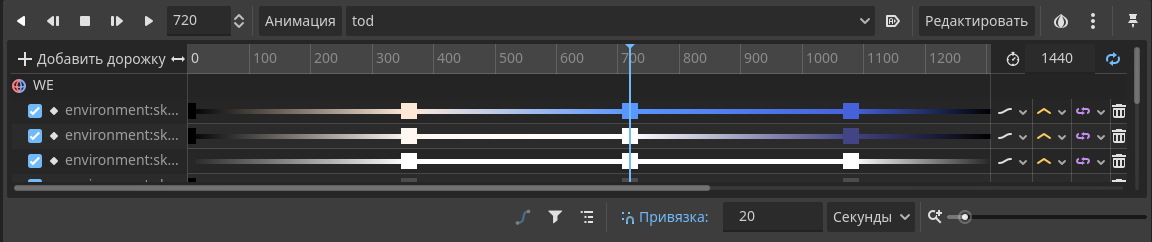 720 Анимация tod Редактировать
Добавить дорожку 0 100 200 300 400 500 600 700 800 900 1000 1100 1200 1440
WE
environment:sk...
environment:sk...
environment:sk...
Привязка: 20 Секунды